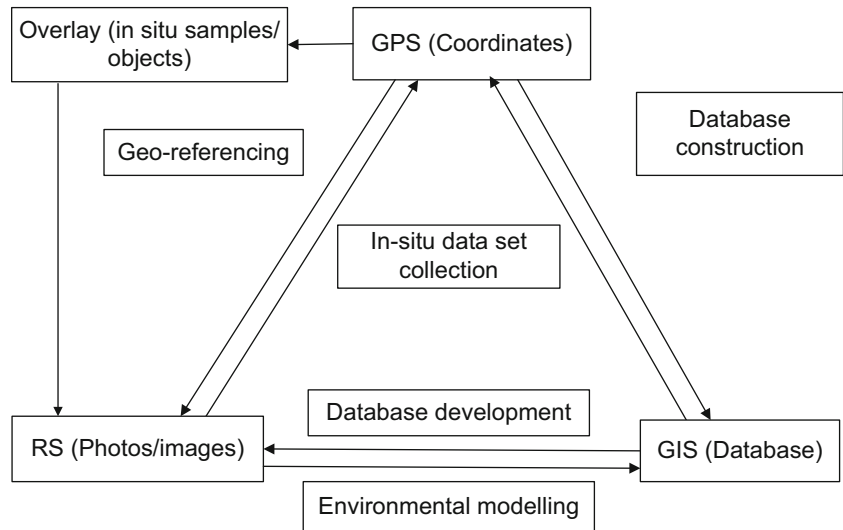 Overlay (in situ samples/
objects)
GPS (Coordinates)
Database
construction
Geo-referencing
In-situ data set
collection
Database development
RS (Photos/images)
GIS (Database)
Environmental modelling